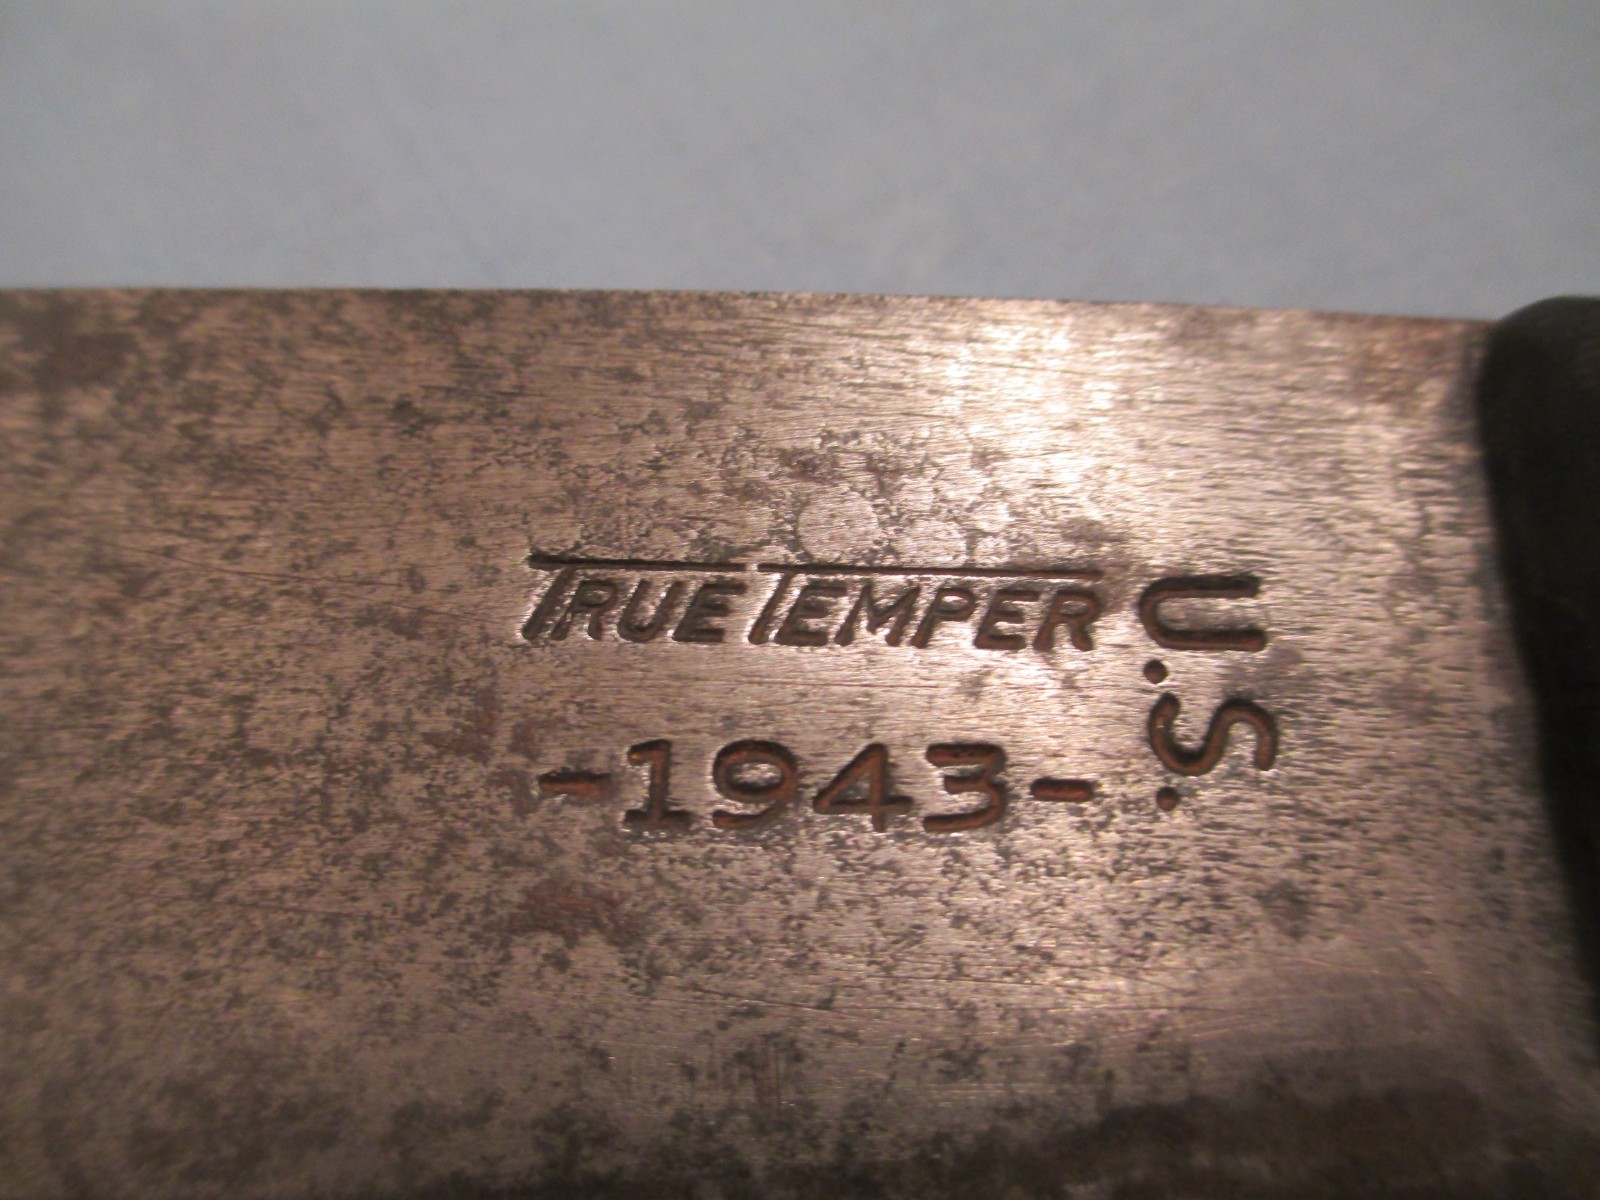 TRUE TEMPER
-1943-
U.S.